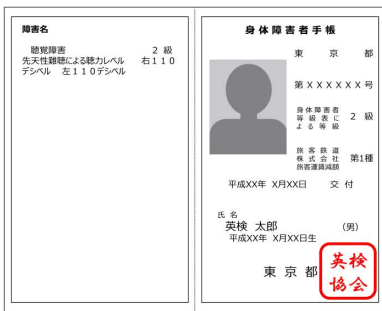 障害名
聴覚障害 2 級
先天性難聴による聴力レベル 右110
デシベル 左110デシベル
身体障害者手帳
東京都
第XXXXXX号
身体障害者
等級表に
よる等級
2 級
旅客鉄道
株式会社
旅客運賃減額
第1種
平成XX年 X月XX日 交付
氏名
英検 太郎 (男)
平成XX年 X月XX日生
東京都
英検
協会